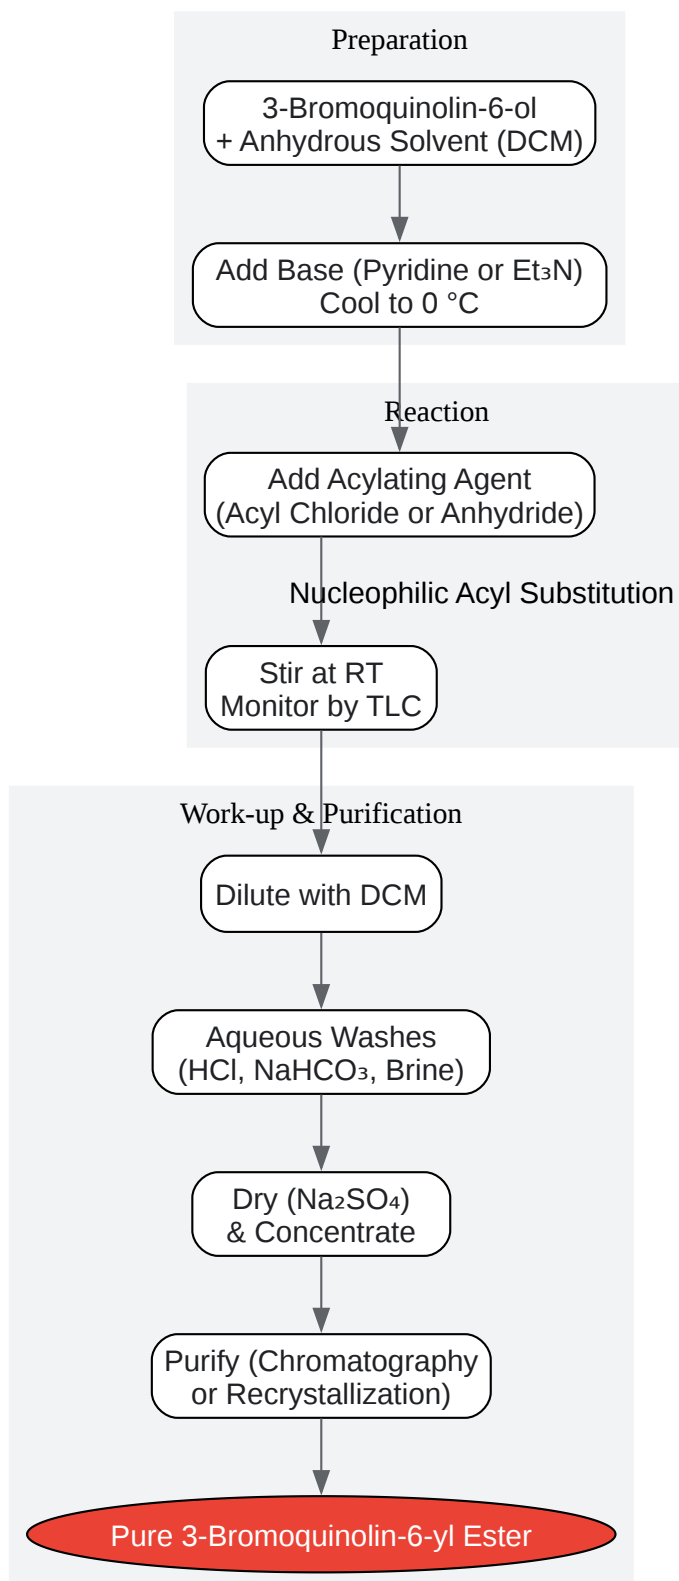 Preparation
3-Bromoquinolin-6-ol
+ Anhydrous Solvent (DCM)
Add Base (Pyridine or Et₃N)
Cool to 0 °C
Reaction
Add Acylating Agent
(Acyl Chloride or Anhydride)
Nucleophilic Acyl Substitution
Stir at RT
Monitor by TLC
Work-up & Purification
Dilute with DCM
Aqueous Washes
(HCl, NaHCO₃, Brine)
Dry (Na₂SO₄)
& Concentrate
Purify (Chromatography
or Recrystallization)
Pure 3-Bromoquinolin-6-yl Ester